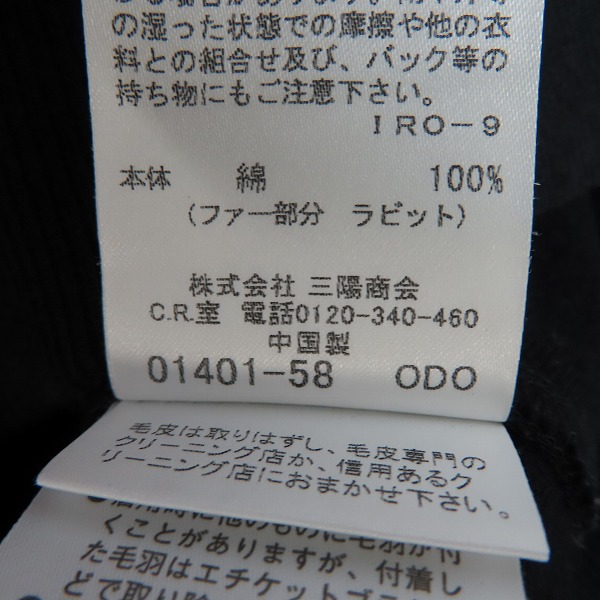 の湿った状態での摩擦や他の衣
料との組合せ及び、バック等の
持ち物にもご注意下さい。
IRO-9
本体 綿 100%
(ファー部分 ラビット)
株式会社 三陽商会
C.R.室 電話0120-340-460
中国製
01401-58 ODO
毛皮は取りはずし、毛皮専門の
クリーニング店か、信用あるク
リーニング店におまかせ下さい。
くことがありますが、付着し
た毛羽はエチケットブ